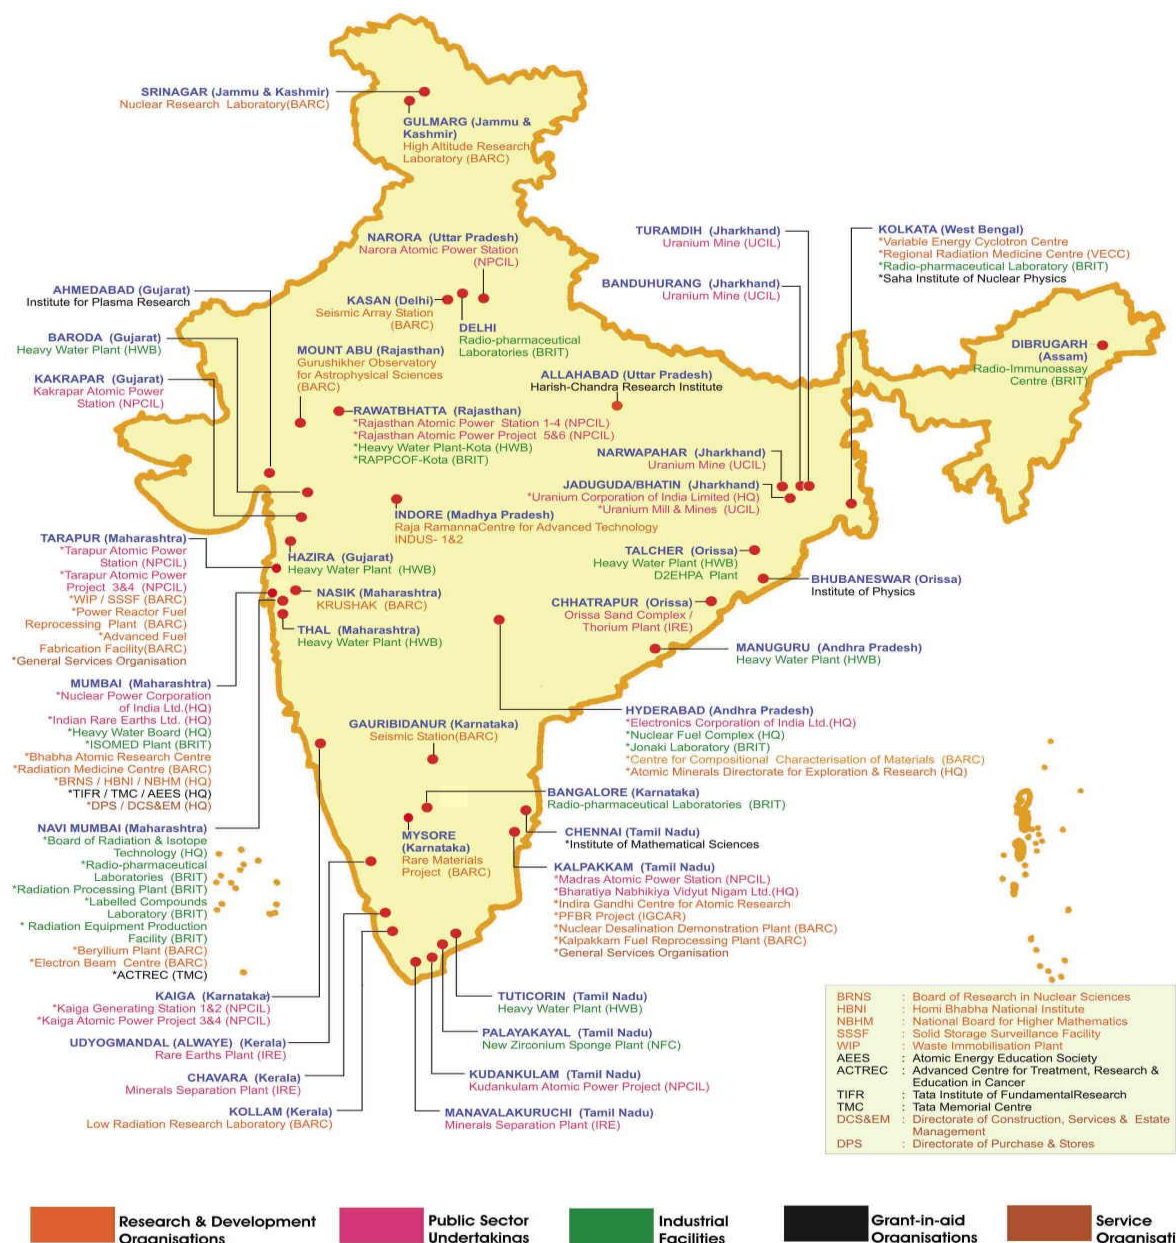 SRINAGAR (Jammu & Kashmir)
Nuclear Research Laboratory(BARC)
GULMARG (Jammu &
Kashmir)
High Altitude Research
Laboratory (BARC)
NARORA (Uttar Pradesh)
Narora Atomic Power Station
(NPCIL)
TURAMDIH (Jharkhand)
Uranium Mine (UCIL)
KOLKATA (West Bengal)
*Variable Energy Cyclotron Centre
*Regional Radiation Medicine Centre (VECC)
*Radio-pharmaceutical Laboratory (BRIT)
*Saha Institute of Nuclear Physics
AHMEDABAD (Gujarat)
Institute for Plasma Research
KASAN (Delhi)
Seismic Array Station
(BARC)
DELHI
Radio-pharmaceutical
Laboratories (BRIT)
BANDUHURANG (Jharkhand)
Uranium Mine (UCIL)
BARODA (Gujarat)
Heavy Water Plant (HWB)
MOUNT ABU (Rajasthan)
Gurushikher Observatory
for Astrophysical Sciences
(BARC)
DIBRUGARH
(Assam)
Radio-Immunoassay
Centre (BRIT)
KAKRAPAR (Gujarat)
Kakrapar Atomic Power
Station (NPCIL)
ALLAHABAD (Uttar Pradesh)
Harish-Chandra Research Institute
RAWATBHATTA (Rajasthan)
*Rajasthan Atomic Power Station 1-4 (NPCIL)
*Rajasthan Atomic Power Project 5&6 (NPCIL)
*Heavy Water Plant-Kota (HWB)
*RAPPCOF-Kota (BRIT)
NARWAPAHAR (Jharkhand)
Uranium Mine (UCIL)
JADUGUDA/BHATIN (Jharkhand)
*Uranium Corporation of India Limited (HQ)
*Uranium Mill & Mines (UCIL)
INDORE (Madhya Pradesh)
Raja RamannaCentre for Advanced Technology
INDUS- 1&2
TARAPUR (Maharashtra)
*Tarapur Atomic Power
Station (NPCIL)
*Tarapur Atomic Power
Project 3&4 (NPCIL)
*WIP / SSSF (BARC)
*Power Reactor Fuel
Reprocessing Plant (BARC)
*Advanced Fuel
Fabrication Facility(BARC)
*General Services Organisation
HAZIRA (Gujarat)
Heavy Water Plant (HWB)
TALCHER (Orissa)
Heavy Water Plant (HWB)
D2EHPA Plant
BHUBANESWAR (Orissa)
Institute of Physics
NASIK (Maharashtra)
KRUSHAK (BARC)
CHHATRAPUR (Orissa)
Orissa Sand Complex /
Thorium Plant (IRE)
THAL (Maharashtra)
Heavy Water Plant (HWB)
MANUGURU (Andhra Pradesh)
Heavy Water Plant (HWB)
MUMBAI (Maharashtra)
*Nuclear Power Corporation
of India Ltd.(HQ)
*Indian Rare Earths Ltd. (HQ)
*Heavy Water Board (HQ)
*ISOMED Plant (BRIT)
*Bhabha Atomic Research Centre
*Radiation Medicine Centre (BARC)
*BRNS / HBNI / NBHM (HQ)
*TIFR / TMC / AEES (HQ)
*DPS / DCS&EM (HQ)
HYDERABAD (Andhra Pradesh)
*Electronics Corporation of India Ltd.(HQ)
*Nuclear Fuel Complex (HQ)
*Jonaki Laboratory (BRIT)
*Centre for Compositional Characterisation of Materials (BARC)
*Atomic Minerals Directorate for Exploration & Research (HQ)
GAURIBIDANUR (Karnataka)
Seismic Station(BARC)
BANGALORE (Karnataka)
Radio-pharmaceutical Laboratories (BRIT)
NAVI MUMBAI (Maharashtra)
*Board of Radiation & Isotope
Technology (HQ)
*Radio-pharmaceutical
Laboratories (BRIT)
*Radiation Processing Plant (BRIT)
*Labelled Compounds
Laboratory (BRIT)
* Radiation Equipment Production
Facility (BRIT)
*Beryllium Plant (BARC)
*Electron Beam Centre (BARC)
*ACTREC (TMC)
MYSORE
(Karnataka)
Rare Materials
Project (BARC)
CHENNAI (Tamil Nadu)
*Institute of Mathematical Sciences
KALPAKKAM (Tamil Nadu)
*Madras Atomic Power Station (NPCIL)
*Bharatiya Nabhikiya Vidyut Nigam Ltd.(HQ)
*Indira Gandhi Centre for Atomic Research
*PFBR Project (IGCAR)
*Nuclear Desalination Demonstration Plant (BARC)
*Kalpakkam Fuel Reprocessing Plant (BARC)
*General Services Organisation
KAIGA (Karnataka)
*Kaiga Generating Station 1&2 (NPCIL)
*Kaiga Atomic Power Project 3&4 (NPCIL)
TUTICORIN (Tamil Nadu)
Heavy Water Plant (HWB)
UDYOGMANDAL (ALWAYE) (Kerala)
Rare Earths Plant (IRE)
PALAYAKAYAL (Tamil Nadu)
New Zirconium Sponge Plant (NFC)
CHAVARA (Kerala)
Minerals Separation Plant (IRE)
KUDANKULAM (Tamil Nadu)
Kudankulam Atomic Power Project (NPCIL)
KOLLAM (Kerala)
Low Radiation Research Laboratory (BARC)
MANAVALAKURUCHI (Tamil Nadu)
Minerals Separation Plant (IRE)
BRNS : Board of Research in Nuclear Sciences
HBNI : Homi Bhabha National Institute
NBHM : National Board for Higher Mathematics
SSSF : Solid Storage Surveillance Facility
WIP : Waste Immobilisation Plant
AEES : Atomic Energy Education Society
ACTREC : Advanced Centre for Treatment, Research &
Education in Cancer
TIFR : Tata Institute of FundamentalResearch
TMC : Tata Memorial Centre
DCS&EM : Directorate of Construction, Services & Estate
Management
DPS : Directorate of Purchase & Stores
Research & Development
Organisations
Public Sector
Undertakings
Industrial
Facilities
Grant-in-aid
Organisations
Service
Organisati